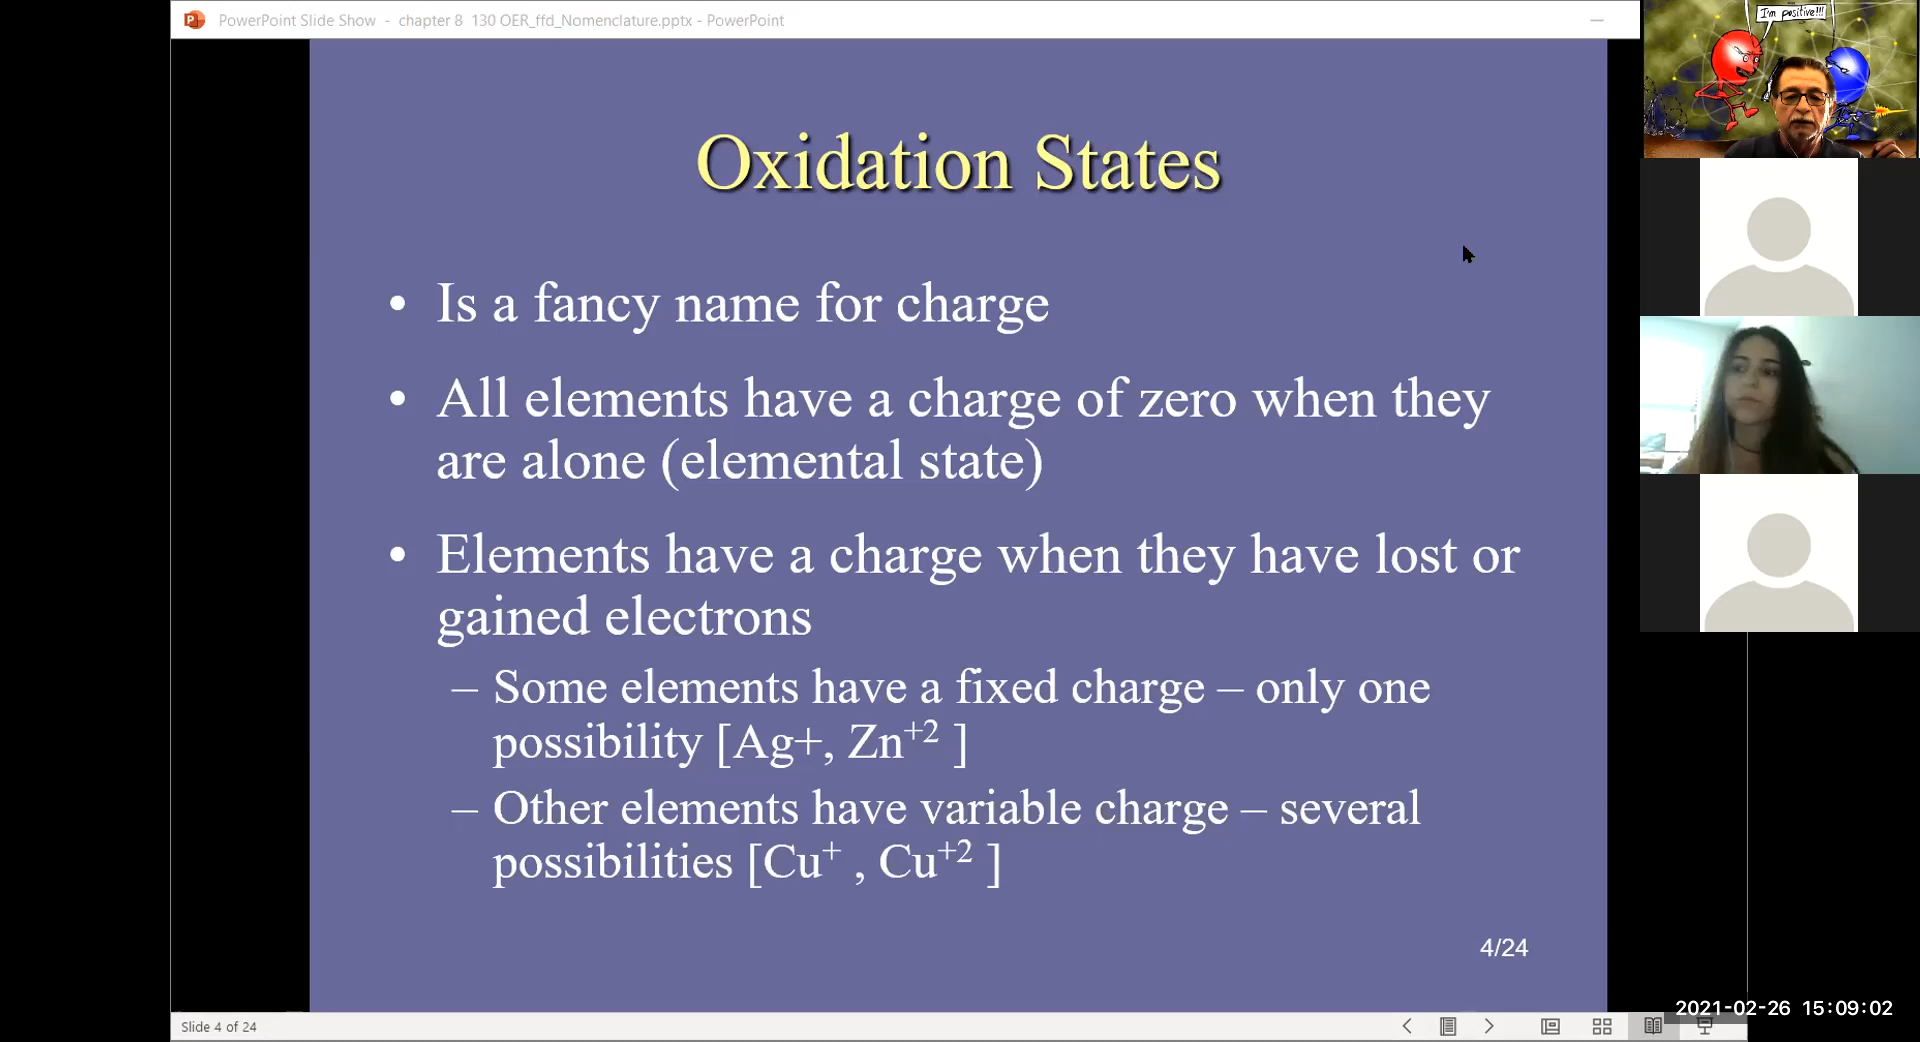 PowerPoint Slide Show - chapter 8 130 OER_ffd_Nomenclature.pptx - PowerPoint
I'm positive!!!
Oxidation States
• Is a fancy name for charge
• All elements have a charge of zero when they
are alone (elemental state)
• Elements have a charge when they have lost or
gained electrons
– Some elements have a fixed charge – only one
possibility [Ag+, Zn⁺² ]
– Other elements have variable charge – several
possibilities [Cu⁺ , Cu⁺² ]
4/24
2021-02-26 15:09:02
Slide 4 of 24